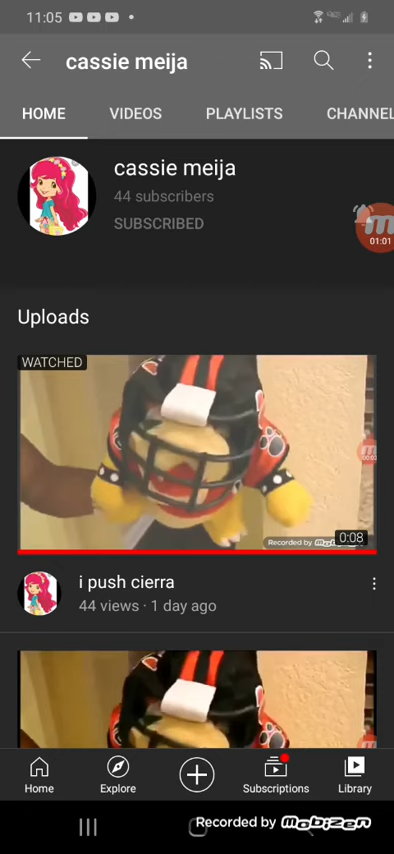 11:05
cassie meija
HOME VIDEOS PLAYLISTS CHANNEL
cassie meija
44 subscribers
SUBSCRIBED
01:01
Uploads
WATCHED
Recorded by
0:08
i push cierra
44 views · 1 day ago
Home Explore Subscriptions Library
Recorded by Mobizen